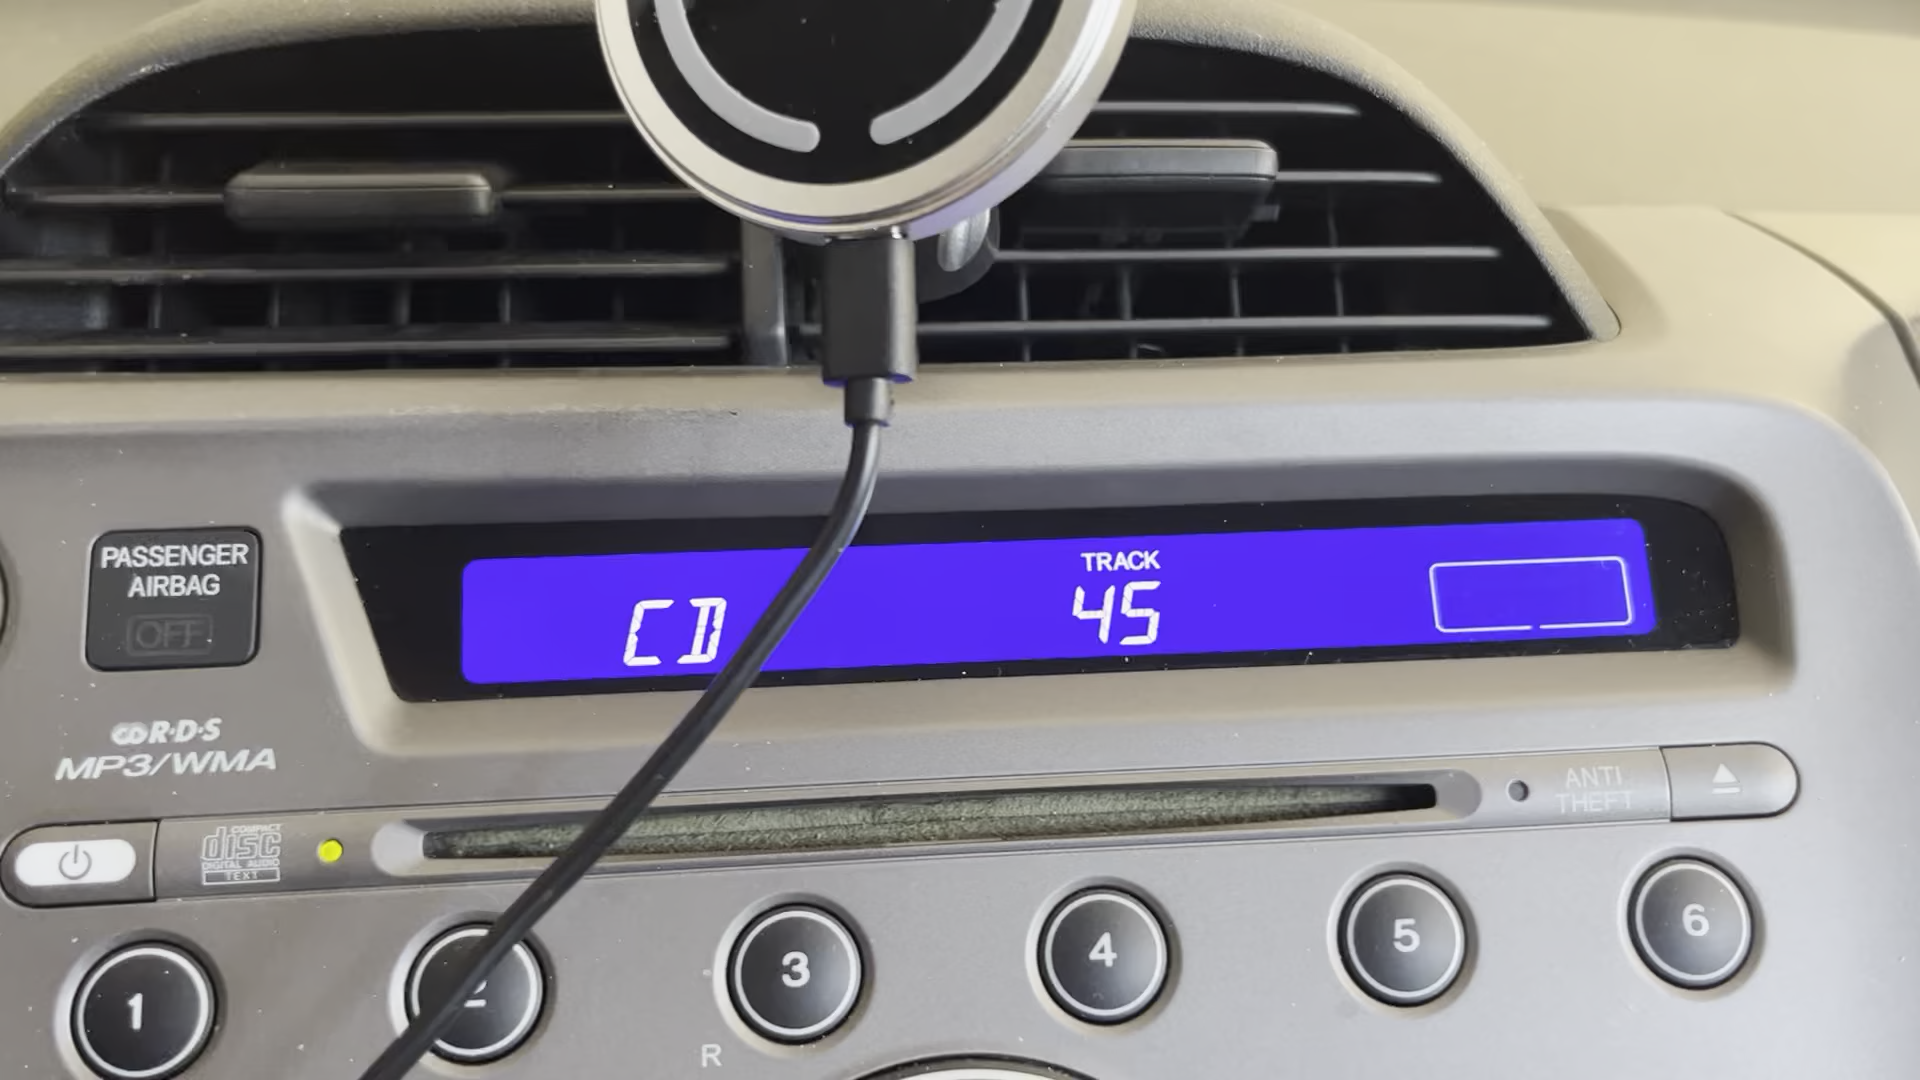 PASSENGER
AIRBAG
OFF
TRACK
CD 45
R·D·S
MP3/WMA
COMPACT
disc
DIGITAL AUDIO
TEXT
ANTI
THEFT
1
2
3
4
5
6
R